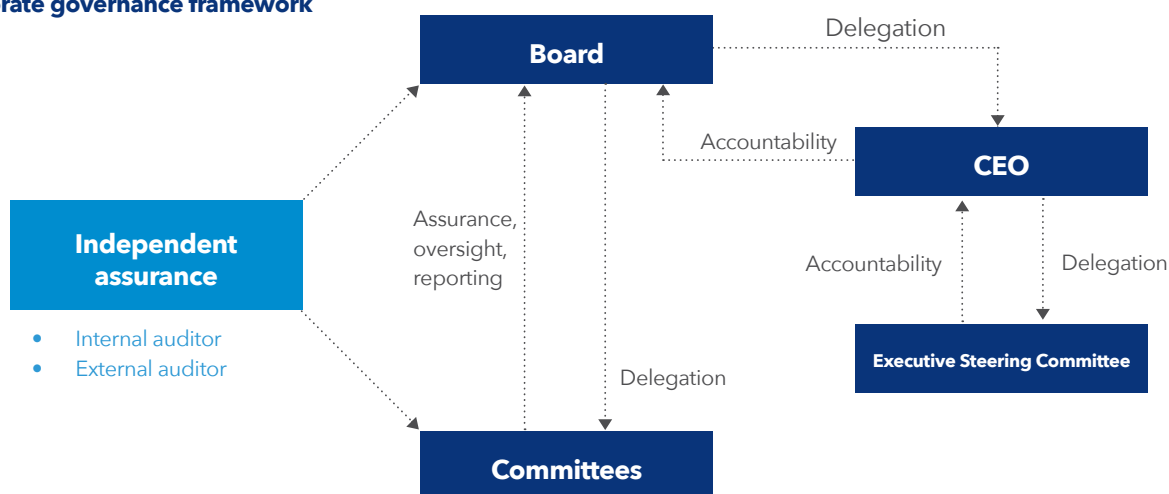 rate governance framework
Board
Delegation
Accountability
CEO
Independent
assurance
• Internal auditor
• External auditor
Assurance,
oversight,
reporting
Accountability
Delegation
Executive Steering Committee
Delegation
Committees